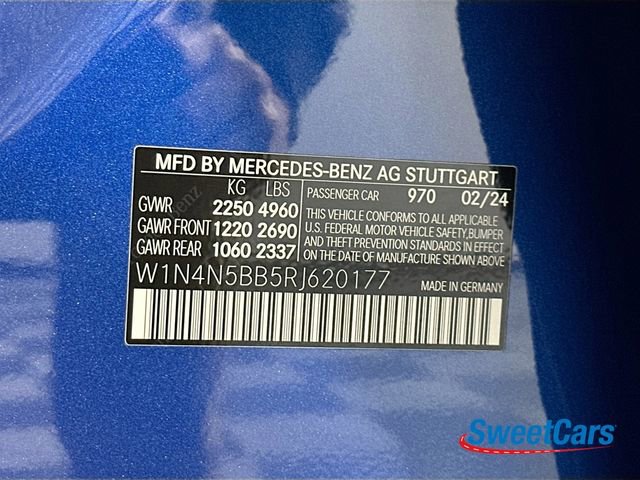 MFD BY MERCEDES-BENZ AG STUTTGART
KG LBS
GVWR 2250 4960
GAWR FRONT 1220 2690
GAWR REAR 1060 2337
PASSENGER CAR 970 02/24
THIS VEHICLE CONFORMS TO ALL APPLICABLE
U.S. FEDERAL MOTOR VEHICLE SAFETY, BUMPER
AND THEFT PREVENTION STANDARDS IN EFFECT
ON THE DATE OF MANUFACTURE SHOWN ABOVE
W1N4N5BB5RJ620177
MADE IN GERMANY
SweetCars